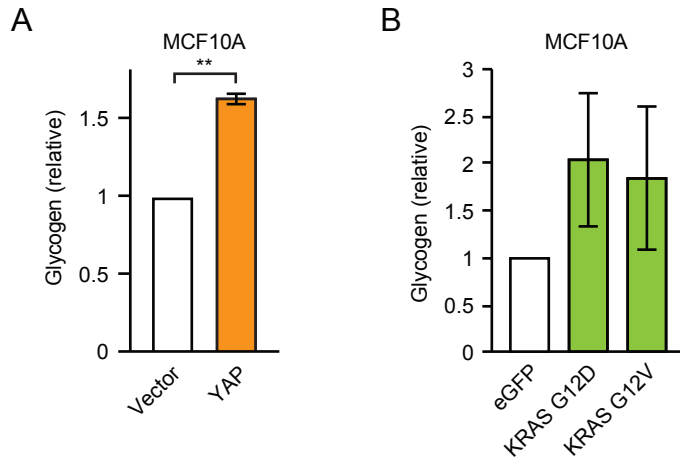 A
MCF10A
**
Glycogen (relative)
1.5
1
0.5
0
Vector
YAP
B
MCF10A
Glycogen (relative)
3
2.5
2
1.5
1
0.5
0
eGFP
KRAS G12D
KRAS G12V